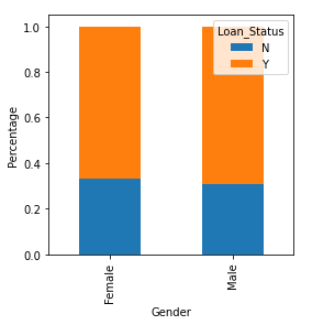 Loan_Status
N
Y
1.0
0.8
0.6
0.4
0.2
0.0
Percentage
Female
Male
Gender